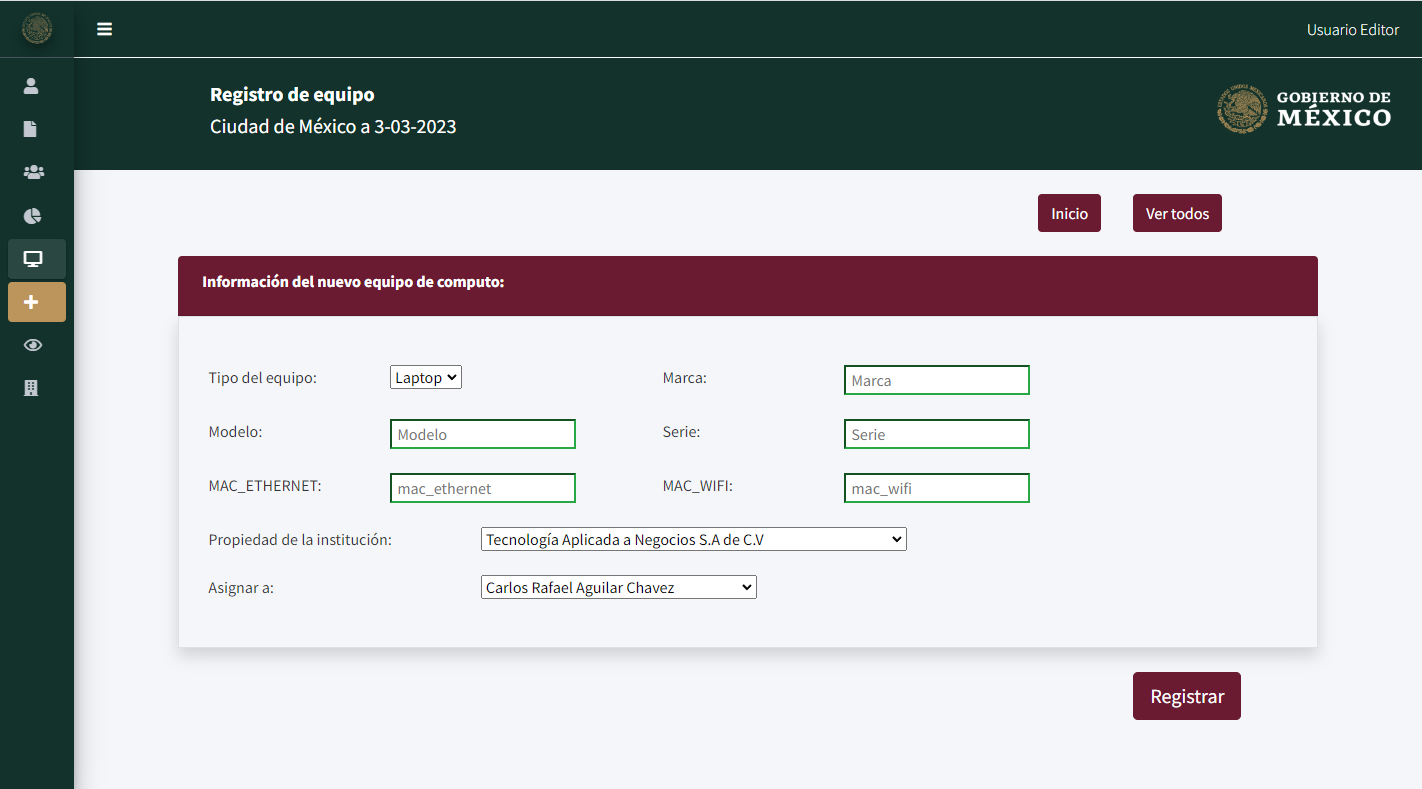 Usuario Editor
Registro de equipo
Ciudad de México a 3-03-2023
GOBIERNO DE
MÉXICO
Inicio
Ver todos
Información del nuevo equipo de computo:
Tipo del equipo: Laptop Marca: Marca
Modelo: Modelo Serie: Serie
MAC_ETHERNET: mac_ethernet MAC_WIFI: mac_wifi
Propiedad de la institución: Tecnología Aplicada a Negocios S.A de C.V
Asignar a: Carlos Rafael Aguilar Chavez
Registrar